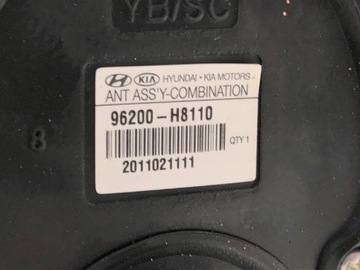 YB/SC
HYUNDAI · KIA MOTORS
ANT ASS'Y-COMBINATION
96200-H8110
QTY 1
2011021111
8